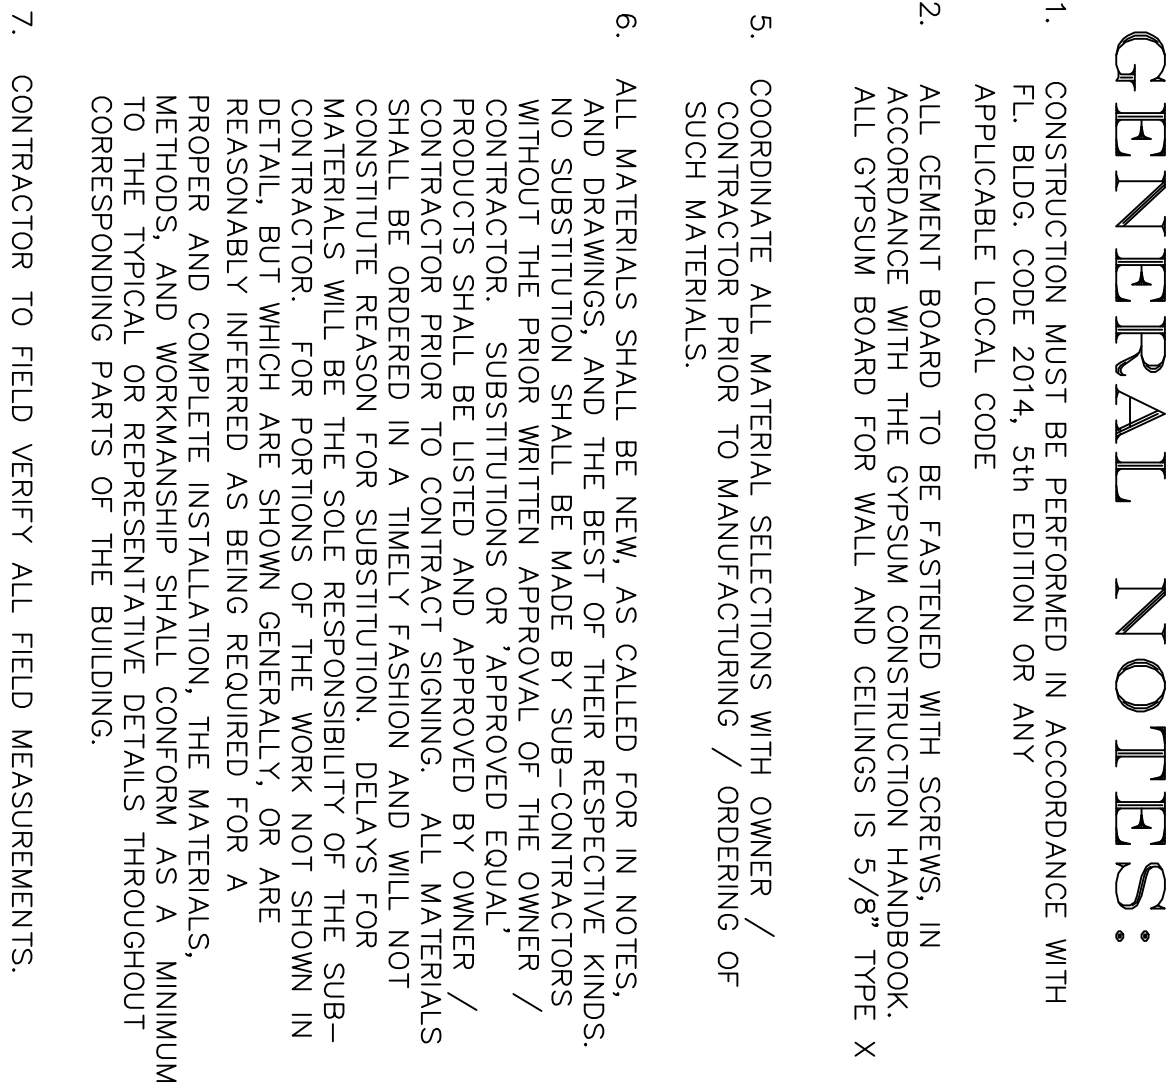 GENERAL NOTES:
1. CONSTRUCTION MUST BE PERFORMED IN ACCORDANCE WITH
FL. BLDG. CODE 2014, 5th EDITION OR ANY
APPLICABLE LOCAL CODE
2. ALL CEMENT BOARD TO BE FASTENED WITH SCREWS, IN
ACCORDANCE WITH THE GYPSUM CONSTRUCTION HANDBOOK.
ALL GYPSUM BOARD FOR WALL AND CEILINGS IS 5/8" TYPE X
5. COORDINATE ALL MATERIAL SELECTIONS WITH OWNER /
CONTRACTOR PRIOR TO MANUFACTURING / ORDERING OF
SUCH MATERIALS.
6. ALL MATERIALS SHALL BE NEW, AS CALLED FOR IN NOTES,
AND DRAWINGS, AND THE BEST OF THEIR RESPECTIVE KINDS.
NO SUBSTITUTION SHALL BE MADE BY SUB-CONTRACTORS
WITHOUT THE PRIOR WRITTEN APPROVAL OF THE OWNER /
CONTRACTOR. SUBSTITUTIONS OR 'APPROVED EQUAL'
PRODUCTS SHALL BE LISTED AND APPROVED BY OWNER /
CONTRACTOR PRIOR TO CONTRACT SIGNING. ALL MATERIALS
SHALL BE ORDERED IN A TIMELY FASHION AND WILL NOT
CONSTITUTE REASON FOR SUBSTITUTION. DELAYS FOR
MATERIALS WILL BE THE SOLE RESPONSIBILITY OF THE SUB-
CONTRACTOR. FOR PORTIONS OF THE WORK NOT SHOWN IN
DETAIL, BUT WHICH ARE SHOWN GENERALLY, OR ARE
REASONABLY INFERRED AS BEING REQUIRED FOR A
PROPER AND COMPLETE INSTALLATION, THE MATERIALS,
METHODS, AND WORKMANSHIP SHALL CONFORM AS A MINIMUM
TO THE TYPICAL OR REPRESENTATIVE DETAILS THROUGHOUT
CORRESPONDING PARTS OF THE BUILDING.
7. CONTRACTOR TO FIELD VERIFY ALL FIELD MEASUREMENTS.